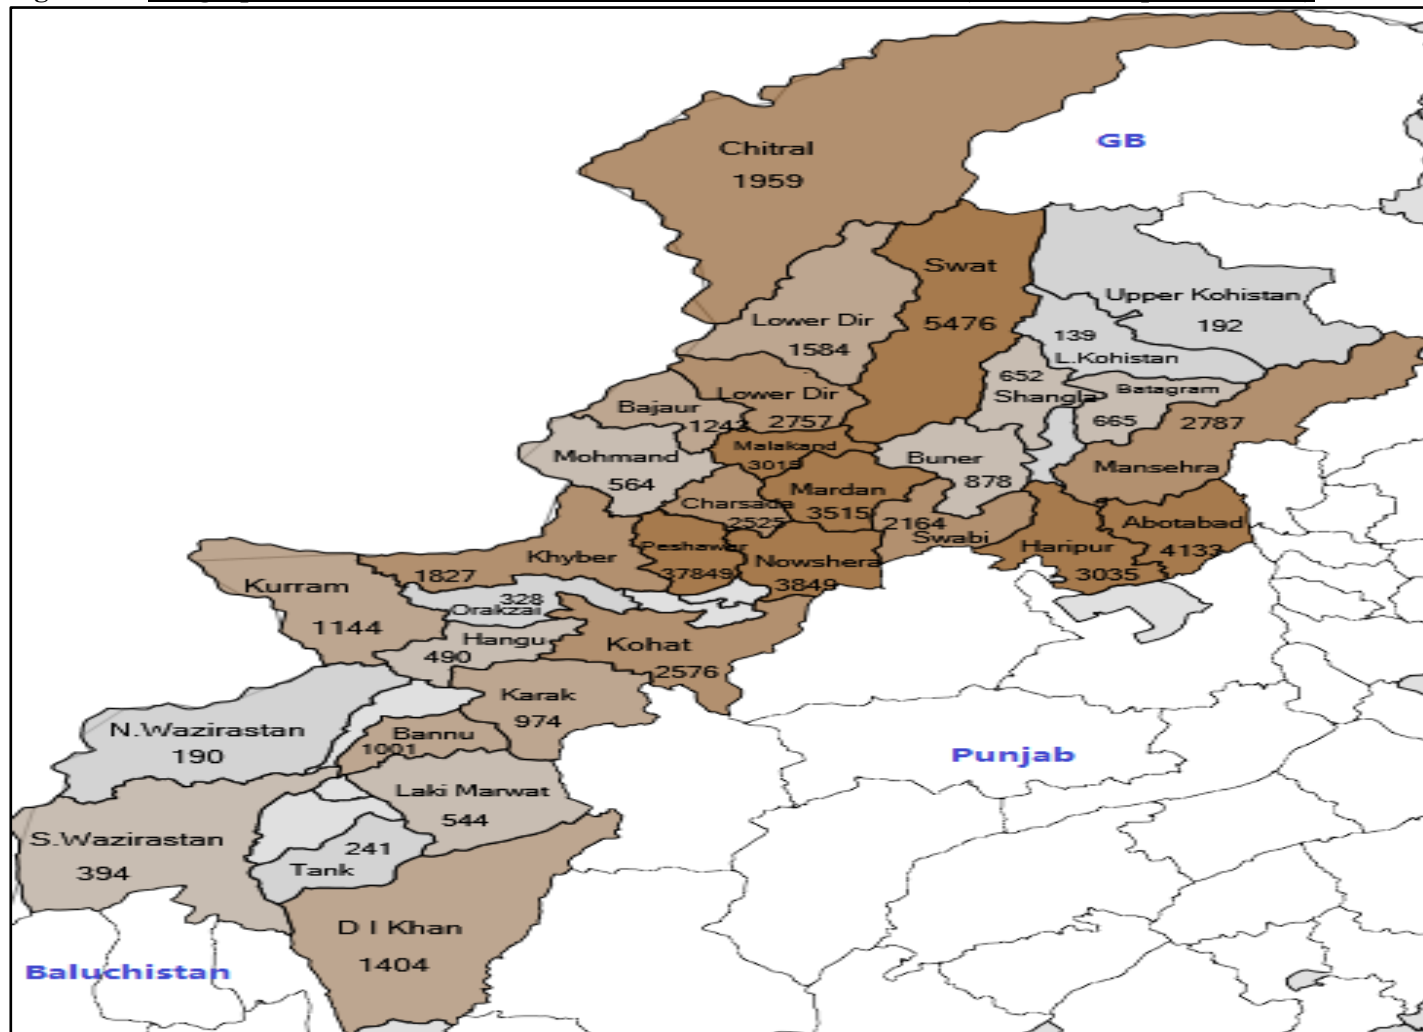 Chitral
1959
GB
Swat
5476
Upper Kohistan
192
139
L.Kohistan
Lower Dir
1584
652
Shangla
Batagram
665
2787
Mansehra
Lower Dir
2757
Bajaur
1243
Malakand
3019
Mohmand
564
Buner
878
Mardan
3515
Charsada
2525
2164
Swabi
Abotabad
4133
Haripur
3035
Peshawar
37849
Nowshera
3849
Khyber
1827
Kurram
1144
328
Orakzai
Hangu
490
Kohat
2576
Karak
974
N.Wazirastan
190
Bannu
1001
Laki Marwat
544
Punjab
S.Wazirastan
394
241
Tank
D I Khan
1404
Baluchistan